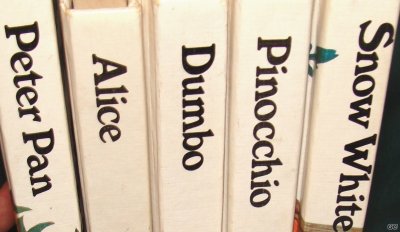 Peter Pan
Alice
Dumbo
Pinocchio
Snow White